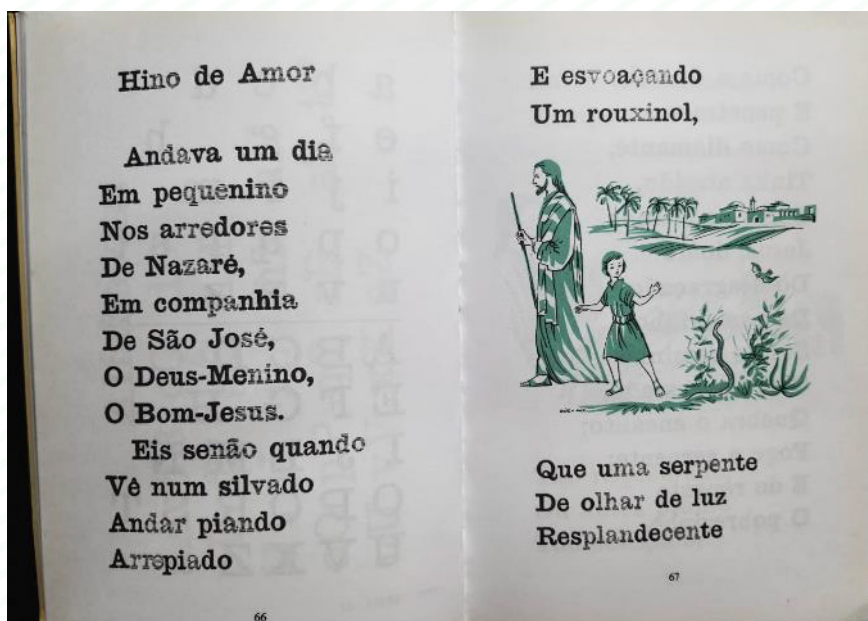 Hino de Amor
Andava um dia
Em pequenino
Nos arredores
De Nazaré,
Em companhia
De São José,
O Deus-Menino,
O Bom-Jesus.
Eis senão quando
Vê num silvado
Andar piando
Arrepiado
66
E esvoaçando
Um rouxinol,
Que uma serpente
De olhar de luz
Resplandecente
67